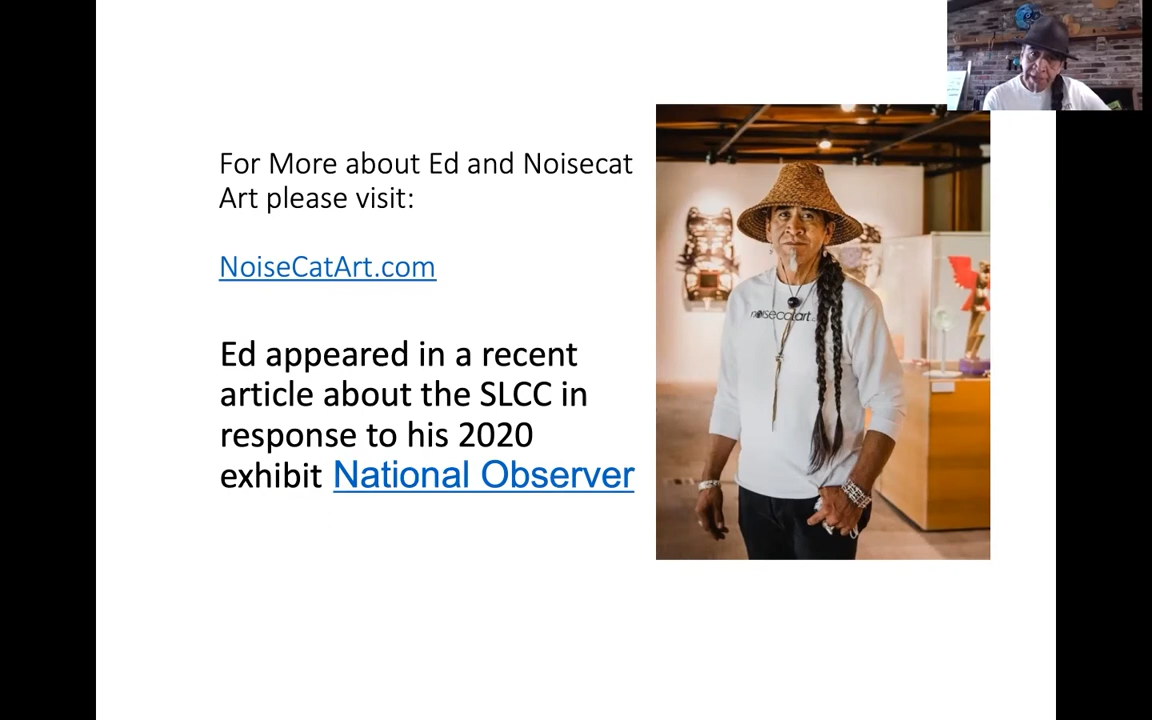 For More about Ed and Noisecat
Art please visit:
NoiseCatArt.com
Ed appeared in a recent
article about the SLCC in
response to his 2020
exhibit National Observer
noisecatart